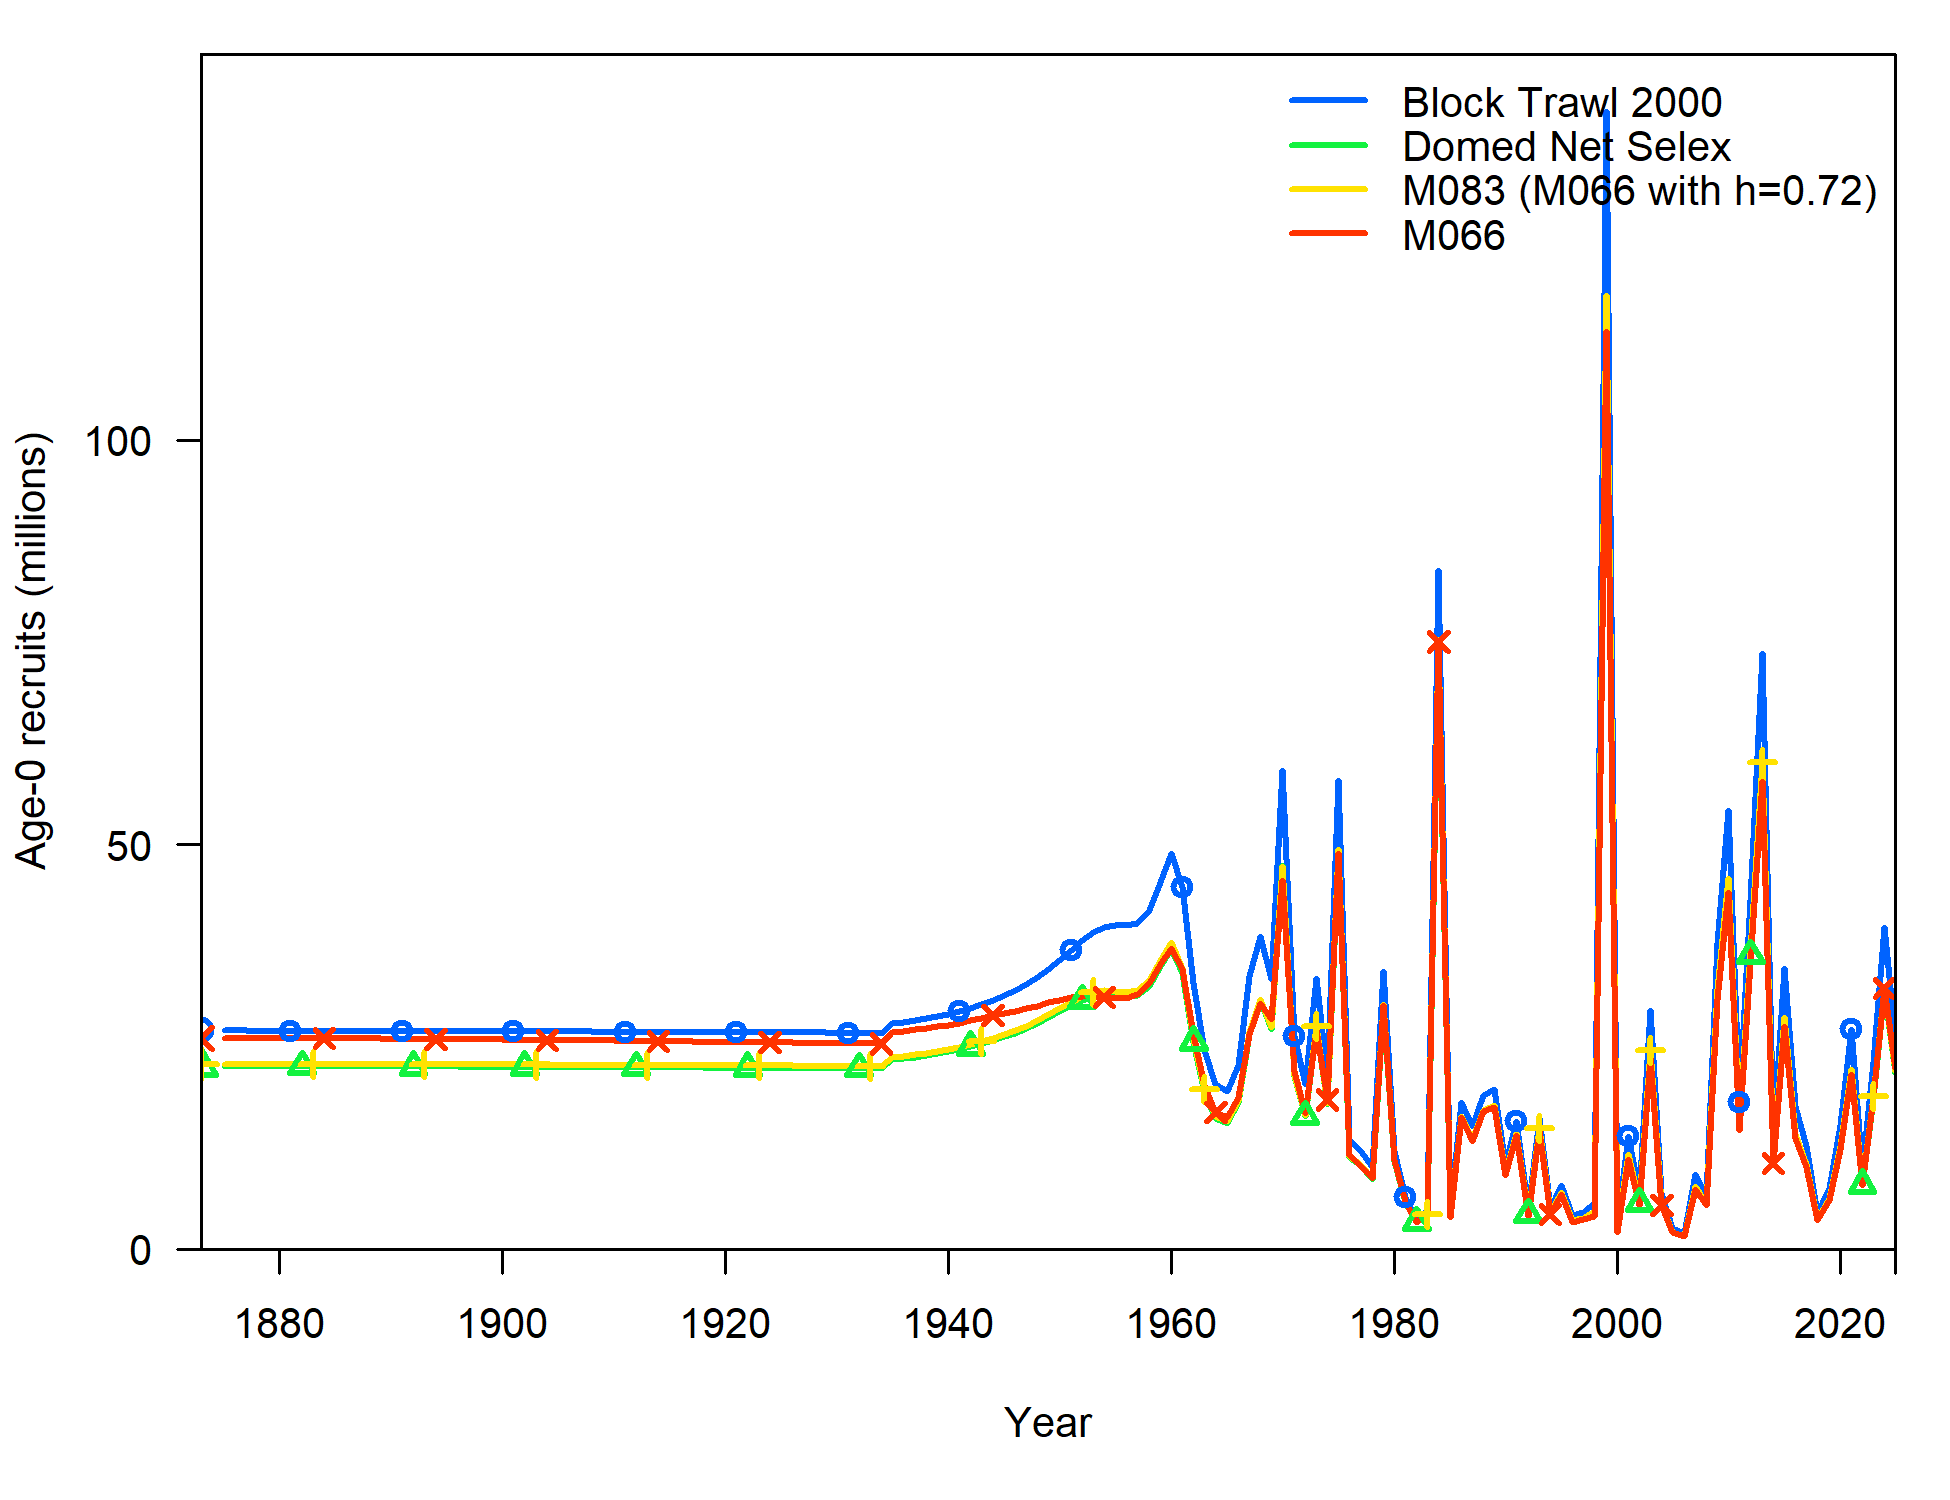 Block Trawl 2000
Domed Net Selex
M083 (M066 with h=0.72)
M066
Age-0 recruits (millions)
100
50
0
1880 1900 1920 1940 1960 1980 2000 2020
Year